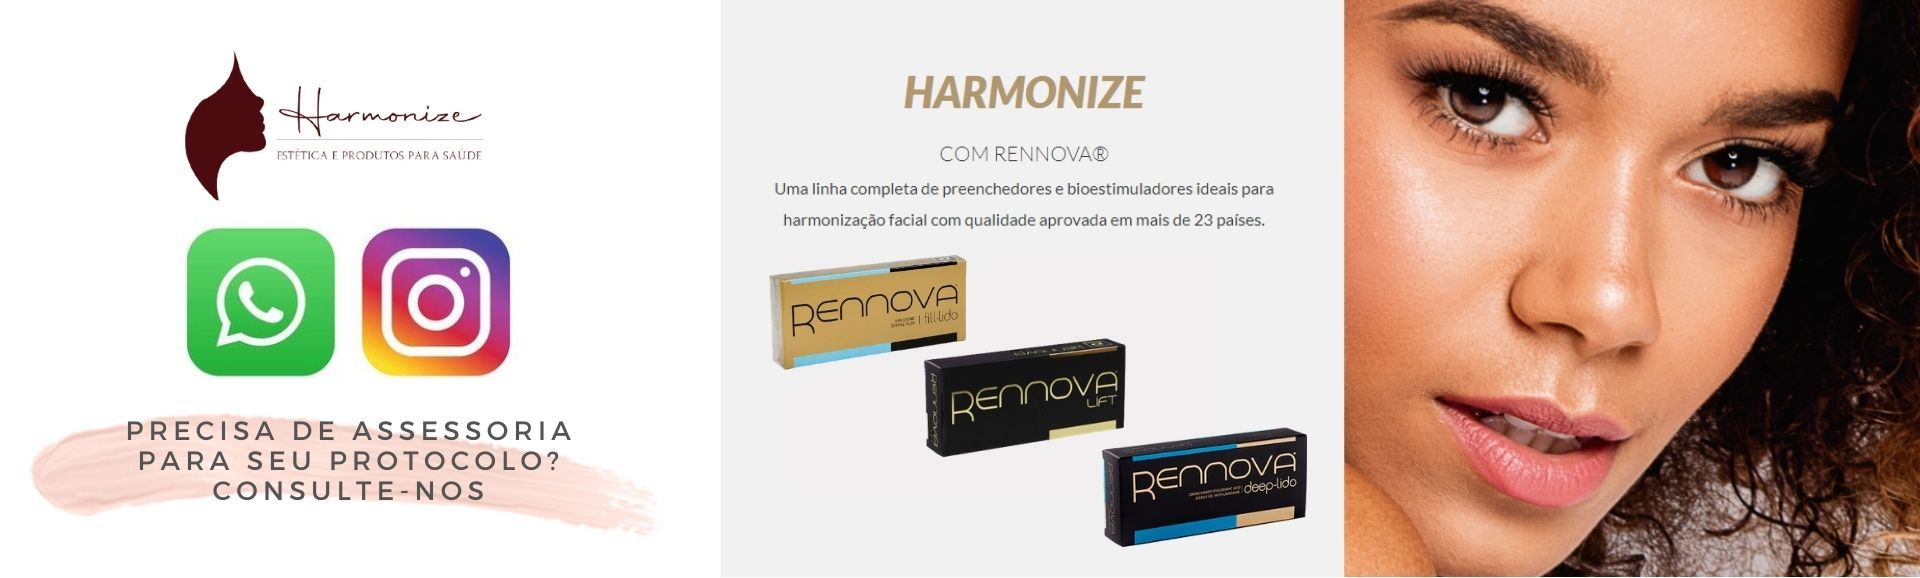 Harmonize
ESTÉTICA E PRODUTOS PARA SAÚDE
PRECISA DE ASSESSORIA
PARA SEU PROTOCOLO?
CONSULTE-NOS
HARMONIZE
COM RENNOVA®
Uma linha completa de preenchedores e bioestimuladores ideais para
harmonização facial com qualidade aprovada em mais de 23 países.
RENNOVA
fill-lido
RENNOVA
LIFT
RENNOVA
RENNOVA
deep-lido